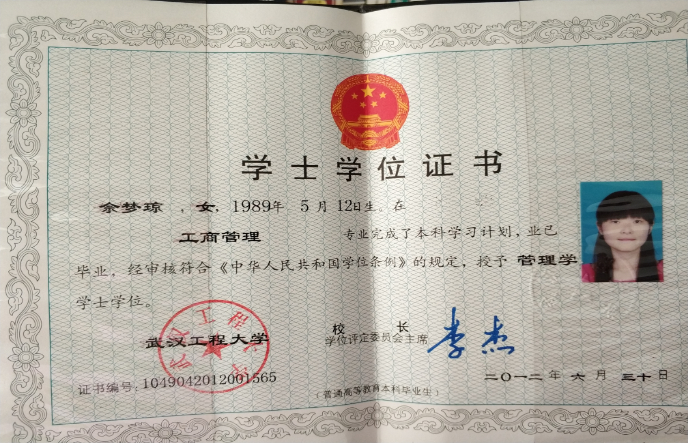 学士学位证书
余梦琼 ，女，1989年 5月12日生。在
工商管理 专业完成了本科学习计划，业已
毕业，经审核符合《中华人民共和国学位条例》的规定，授予 管理学
学士学位。
武汉工程大学
校长
学位评定委员会主席
李杰
证书编号：1049042012001565
二〇一二年 六月 三十日
（普通高等教育本科毕业生）